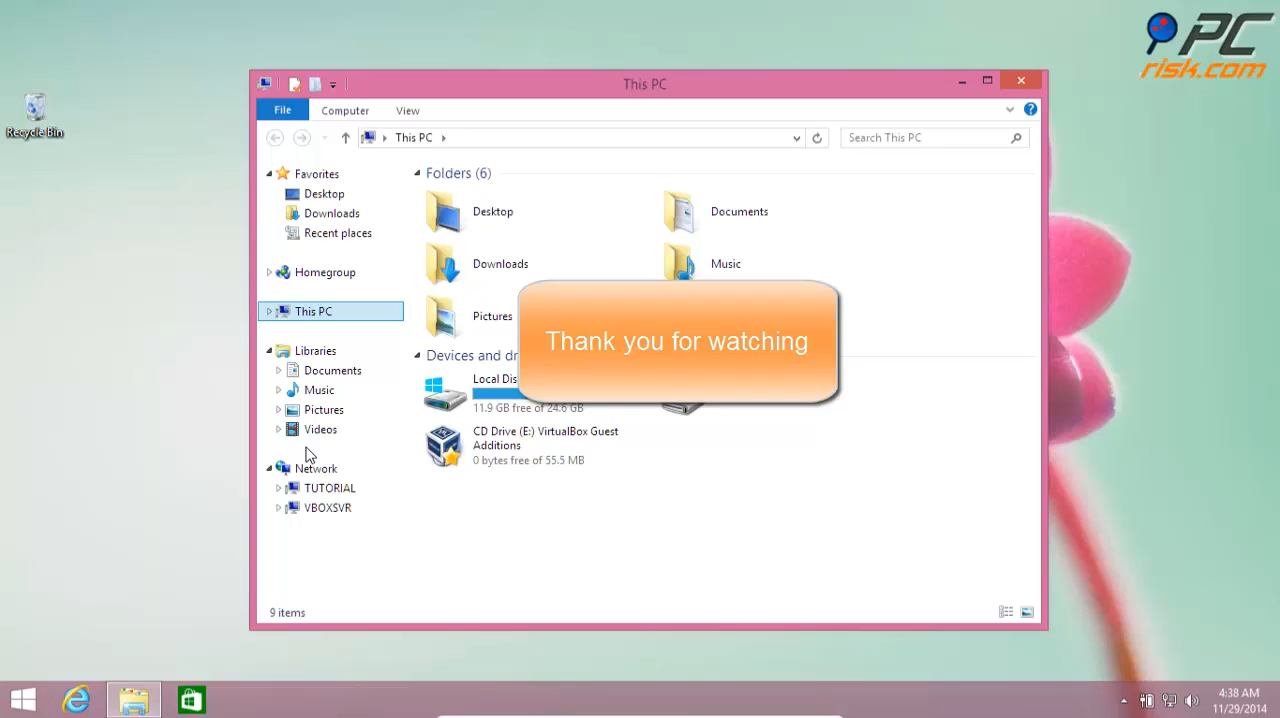 PC
risk.com
Recycle Bin
This PC
File
Computer
View
This PC
Search This PC
Favorites
Desktop
Downloads
Recent places
Homegroup
This PC
Libraries
Documents
Music
Pictures
Videos
Network
TUTORIAL
VBOXSVR
Folders (6)
Desktop
Documents
Downloads
Music
Pictures
Thank you for watching
Devices and dr
Local Dis
11.9 GB free of 24.6 GB
CD Drive (E:) VirtualBox Guest
Additions
0 bytes free of 55.5 MB
9 items
4:38 AM
11/29/2014